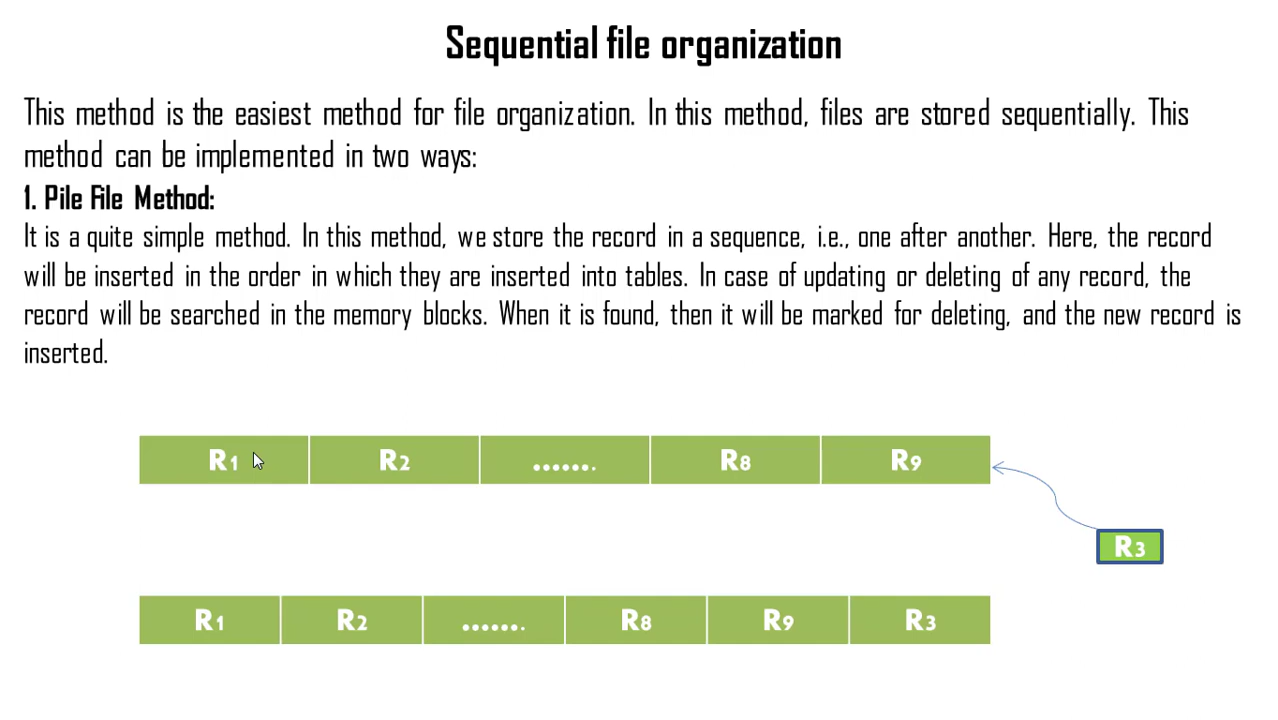 Sequential file organization
This method is the easiest method for file organization. In this method, files are stored sequentially. This
method can be implemented in two ways:
1. Pile File Method:
It is a quite simple method. In this method, we store the record in a sequence, i.e., one after another. Here, the record
will be inserted in the order in which they are inserted into tables. In case of updating or deleting of any record, the
record will be searched in the memory blocks. When it is found, then it will be marked for deleting, and the new record is
inserted.
R1 R2 ....... R8 R9
R3
R1 R2 ....... R8 R9 R3